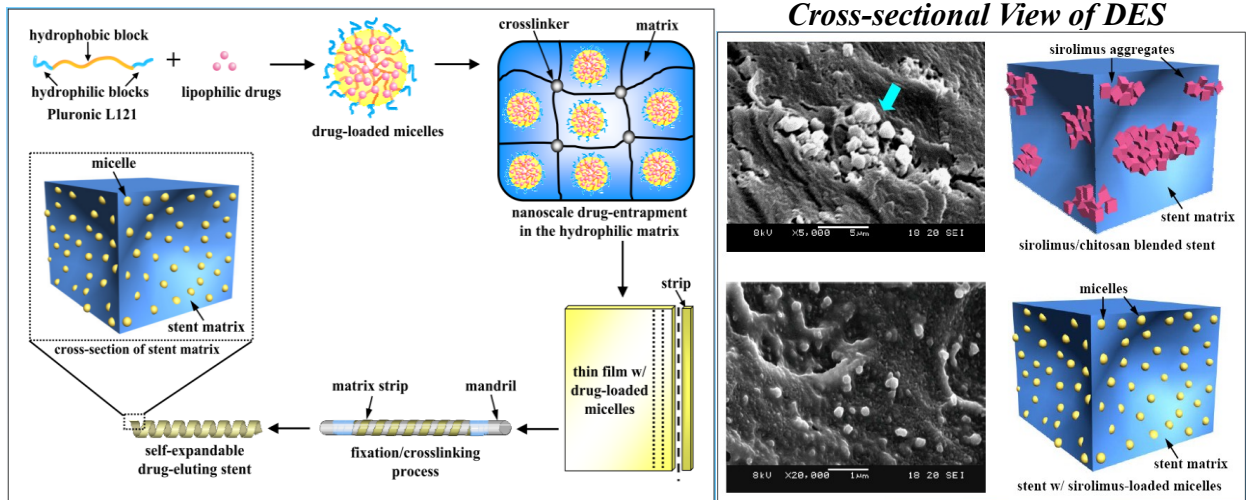 Cross-sectional View of DES
hydrophobic block
hydrophilic blocks
Pluronic L121
+
lipophilic drugs
drug-loaded micelles
crosslinker
matrix
nanoscale drug-entrapment
in the hydrophilic matrix
micelle
stent matrix
cross-section of stent matrix
strip
thin film w/
drug-loaded
micelles
matrix strip
mandril
fixation/crosslinking
process
self-expandable
drug-eluting stent
8kV X5,000 5µm 18 20 SEI
sirolimus aggregates
stent matrix
sirolimus/chitosan blended stent
8kV X20,000 1µm 18 20 SEI
micelles
stent matrix
stent w/ sirolimus-loaded micelles